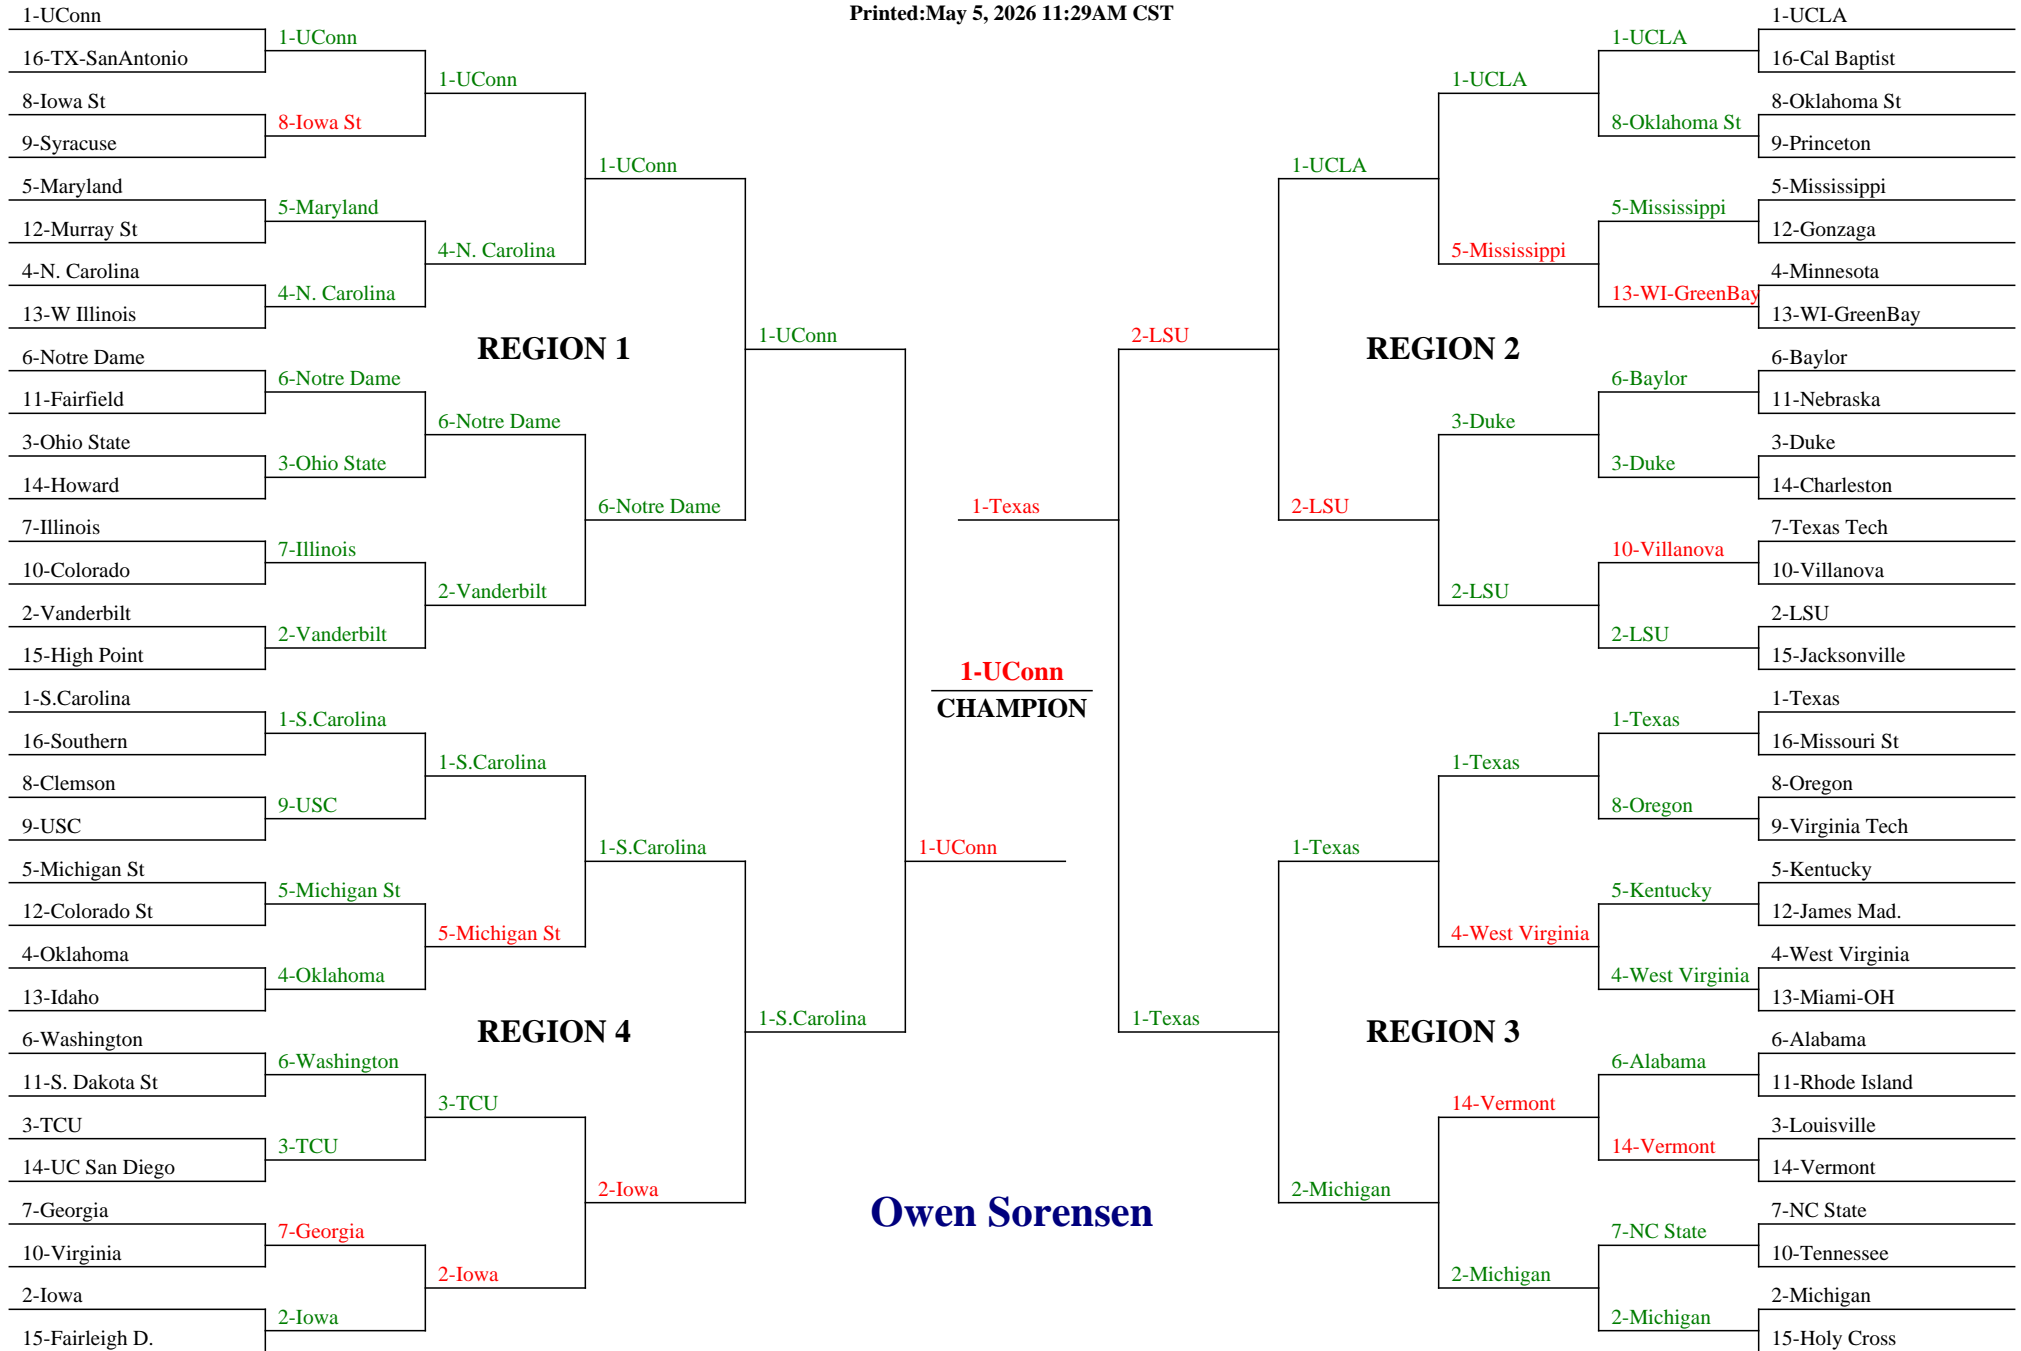 Printed:May 5, 2026 11:29AM CST
1-UConn
16-TX-SanAntonio
8-Iowa St
9-Syracuse
5-Maryland
12-Murray St
4-N. Carolina
13-W Illinois
6-Notre Dame
11-Fairfield
3-Ohio State
14-Howard
7-Illinois
10-Colorado
2-Vanderbilt
15-High Point
1-S.Carolina
16-Southern
8-Clemson
9-USC
5-Michigan St
12-Colorado St
4-Oklahoma
13-Idaho
6-Washington
11-S. Dakota St
3-TCU
14-UC San Diego
7-Georgia
10-Virginia
2-Iowa
15-Fairleigh D.
1-UConn
8-Iowa St
5-Maryland
4-N. Carolina
6-Notre Dame
3-Ohio State
7-Illinois
2-Vanderbilt
1-S.Carolina
9-USC
5-Michigan St
4-Oklahoma
6-Washington
3-TCU
7-Georgia
2-Iowa
1-UConn
4-N. Carolina
6-Notre Dame
2-Vanderbilt
1-S.Carolina
5-Michigan St
3-TCU
2-Iowa
REGION 1
REGION 4
1-UConn
6-Notre Dame
1-S.Carolina
2-Iowa
1-UConn
1-S.Carolina
1-UConn
1-Texas
1-UConn
CHAMPION
Owen Sorensen
2-LSU
1-Texas
1-UCLA
2-LSU
1-Texas
2-Michigan
REGION 2
REGION 3
1-UCLA
5-Mississippi
3-Duke
2-LSU
1-Texas
4-West Virginia
14-Vermont
2-Michigan
1-UCLA
8-Oklahoma St
5-Mississippi
13-WI-GreenBay
6-Baylor
3-Duke
10-Villanova
2-LSU
1-Texas
8-Oregon
5-Kentucky
4-West Virginia
6-Alabama
14-Vermont
7-NC State
2-Michigan
1-UCLA
16-Cal Baptist
8-Oklahoma St
9-Princeton
5-Mississippi
12-Gonzaga
4-Minnesota
13-WI-GreenBay
6-Baylor
11-Nebraska
3-Duke
14-Charleston
7-Texas Tech
10-Villanova
2-LSU
15-Jacksonville
1-Texas
16-Missouri St
8-Oregon
9-Virginia Tech
5-Kentucky
12-James Mad.
4-West Virginia
13-Miami-OH
6-Alabama
11-Rhode Island
3-Louisville
14-Vermont
7-NC State
10-Tennessee
2-Michigan
15-Holy Cross